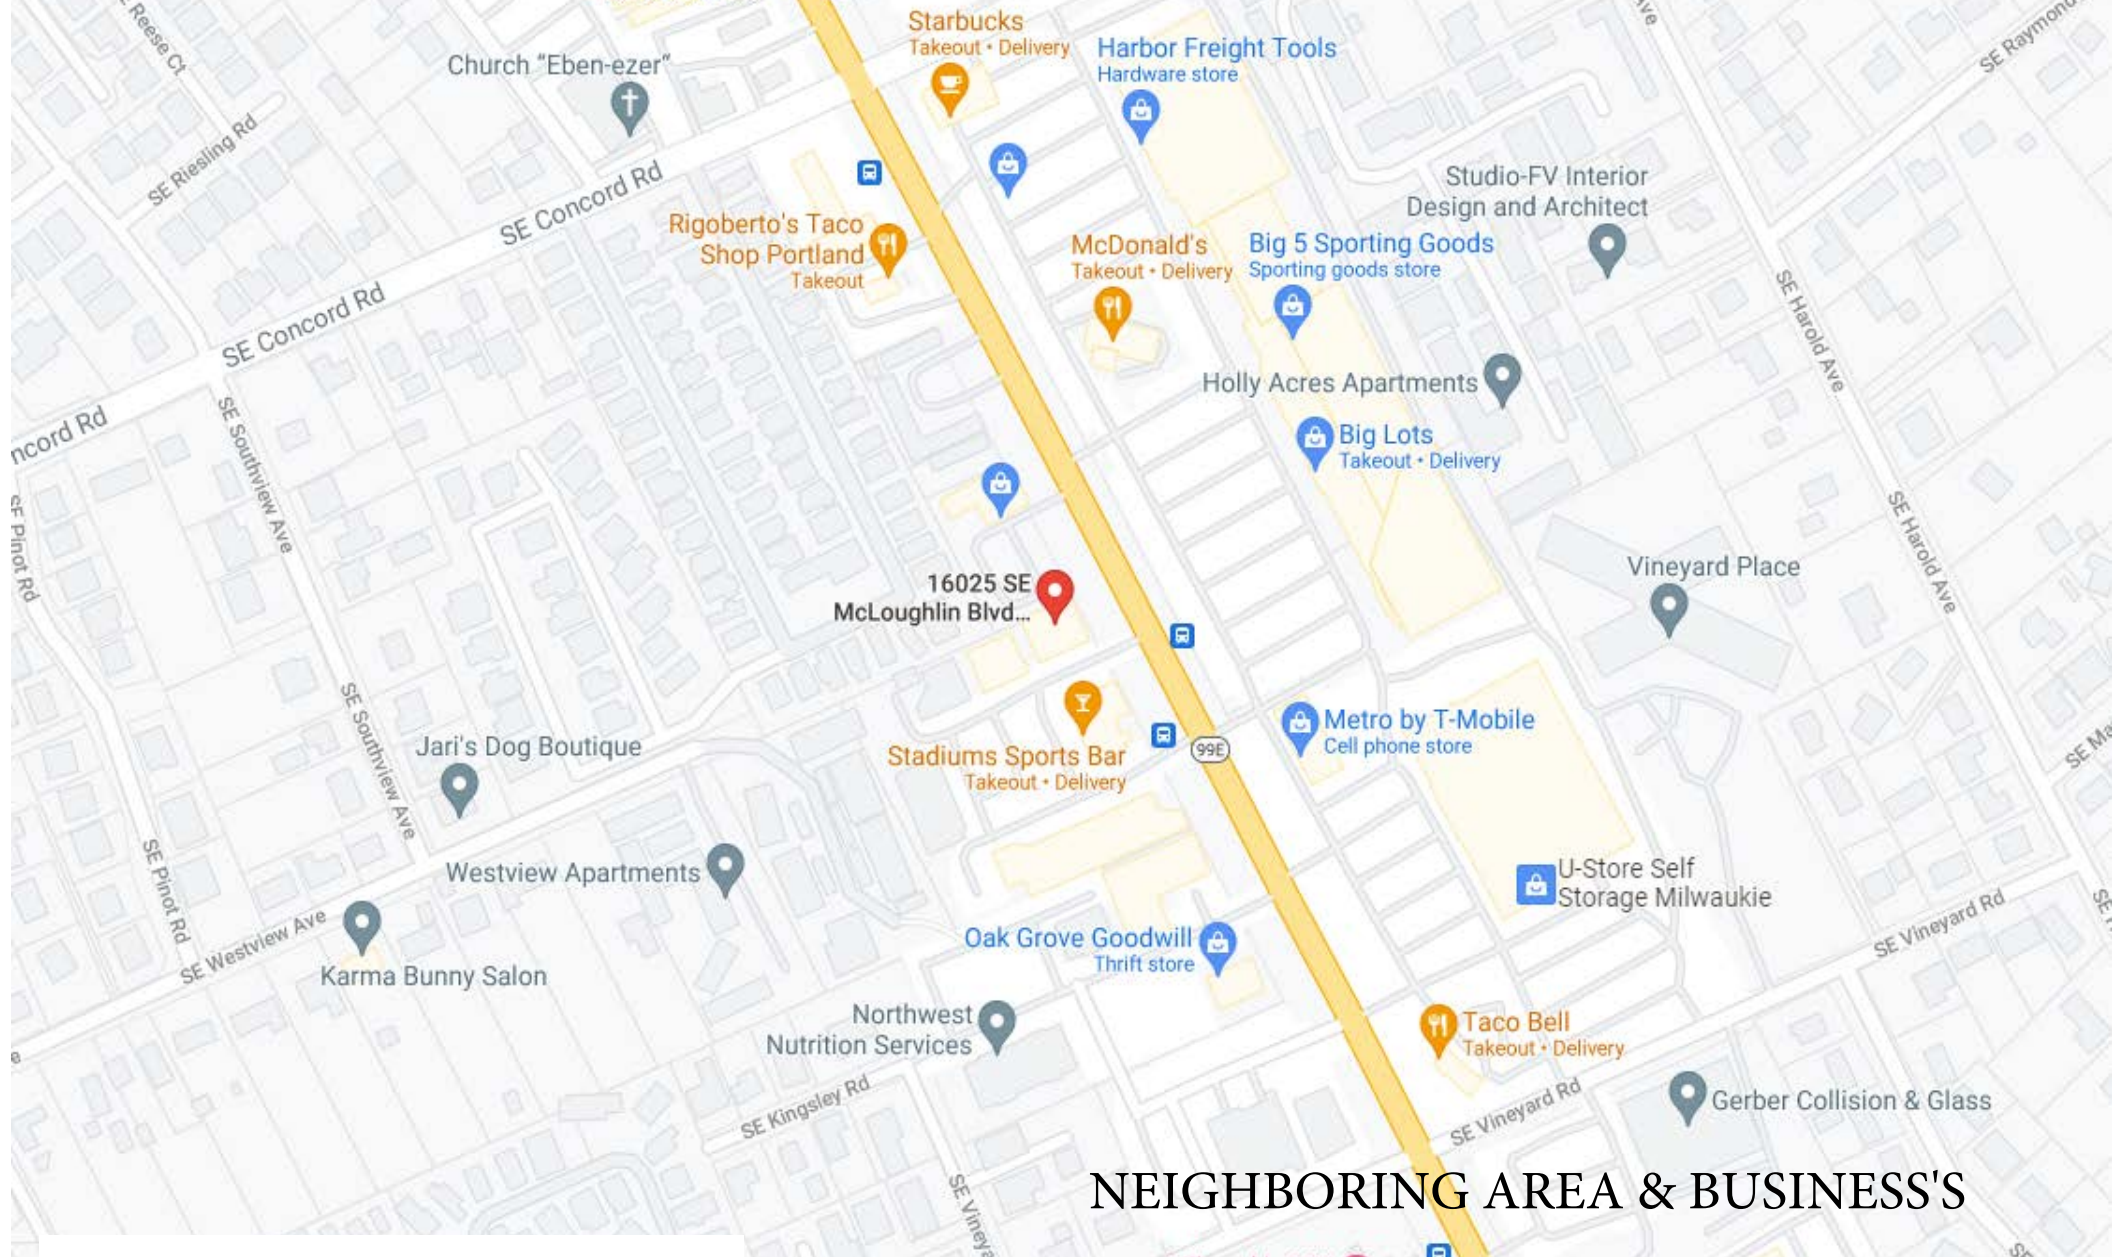 Reese Ct
Starbucks
Takeout • Delivery
Harbor Freight Tools
Hardware store
Church "Eben-ezer"
SE Raymond
SE Riesling Rd
SE Concord Rd
Studio-FV Interior
Design and Architect
Rigoberto's Taco
Shop Portland
Takeout
McDonald's
Takeout • Delivery
Big 5 Sporting Goods
Sporting goods store
SE Concord Rd
SE Harold Ave
Holly Acres Apartments
ncord Rd
SE Southview Ave
Big Lots
Takeout • Delivery
SE Pinot Rd
SE Harold Ave
Vineyard Place
16025 SE
McLoughlin Blvd...
SE Southview Ave
Jari's Dog Boutique
Stadiums Sports Bar
Takeout • Delivery
99E
Metro by T-Mobile
Cell phone store
SE Ma
SE Pinot Rd
Westview Apartments
U-Store Self
Storage Milwaukie
SE Westview Ave
Karma Bunny Salon
Oak Grove Goodwill
Thrift store
SE Vineyard Rd
Northwest
Nutrition Services
Taco Bell
Takeout • Delivery
SE Kingsley Rd
SE Vineyard Rd
Gerber Collision & Glass
SE Vineya
NEIGHBORING AREA & BUSINESS'S